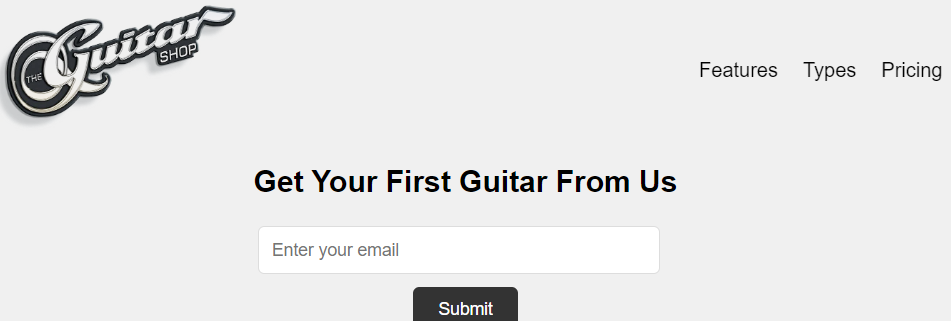 THE Guitar SHOP
Features Types Pricing
Get Your First Guitar From Us
Enter your email
Submit